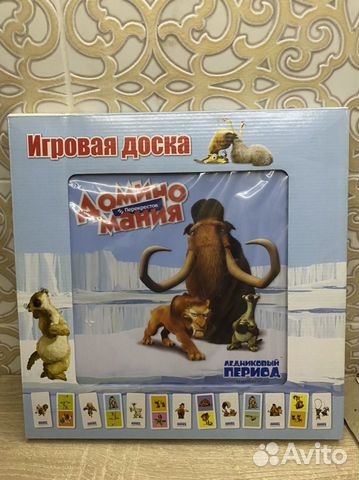 Игровая доска
Домино
Перекресток
мания
ЛЕДНИКОВЫЙ
ПЕРИОД
Avito